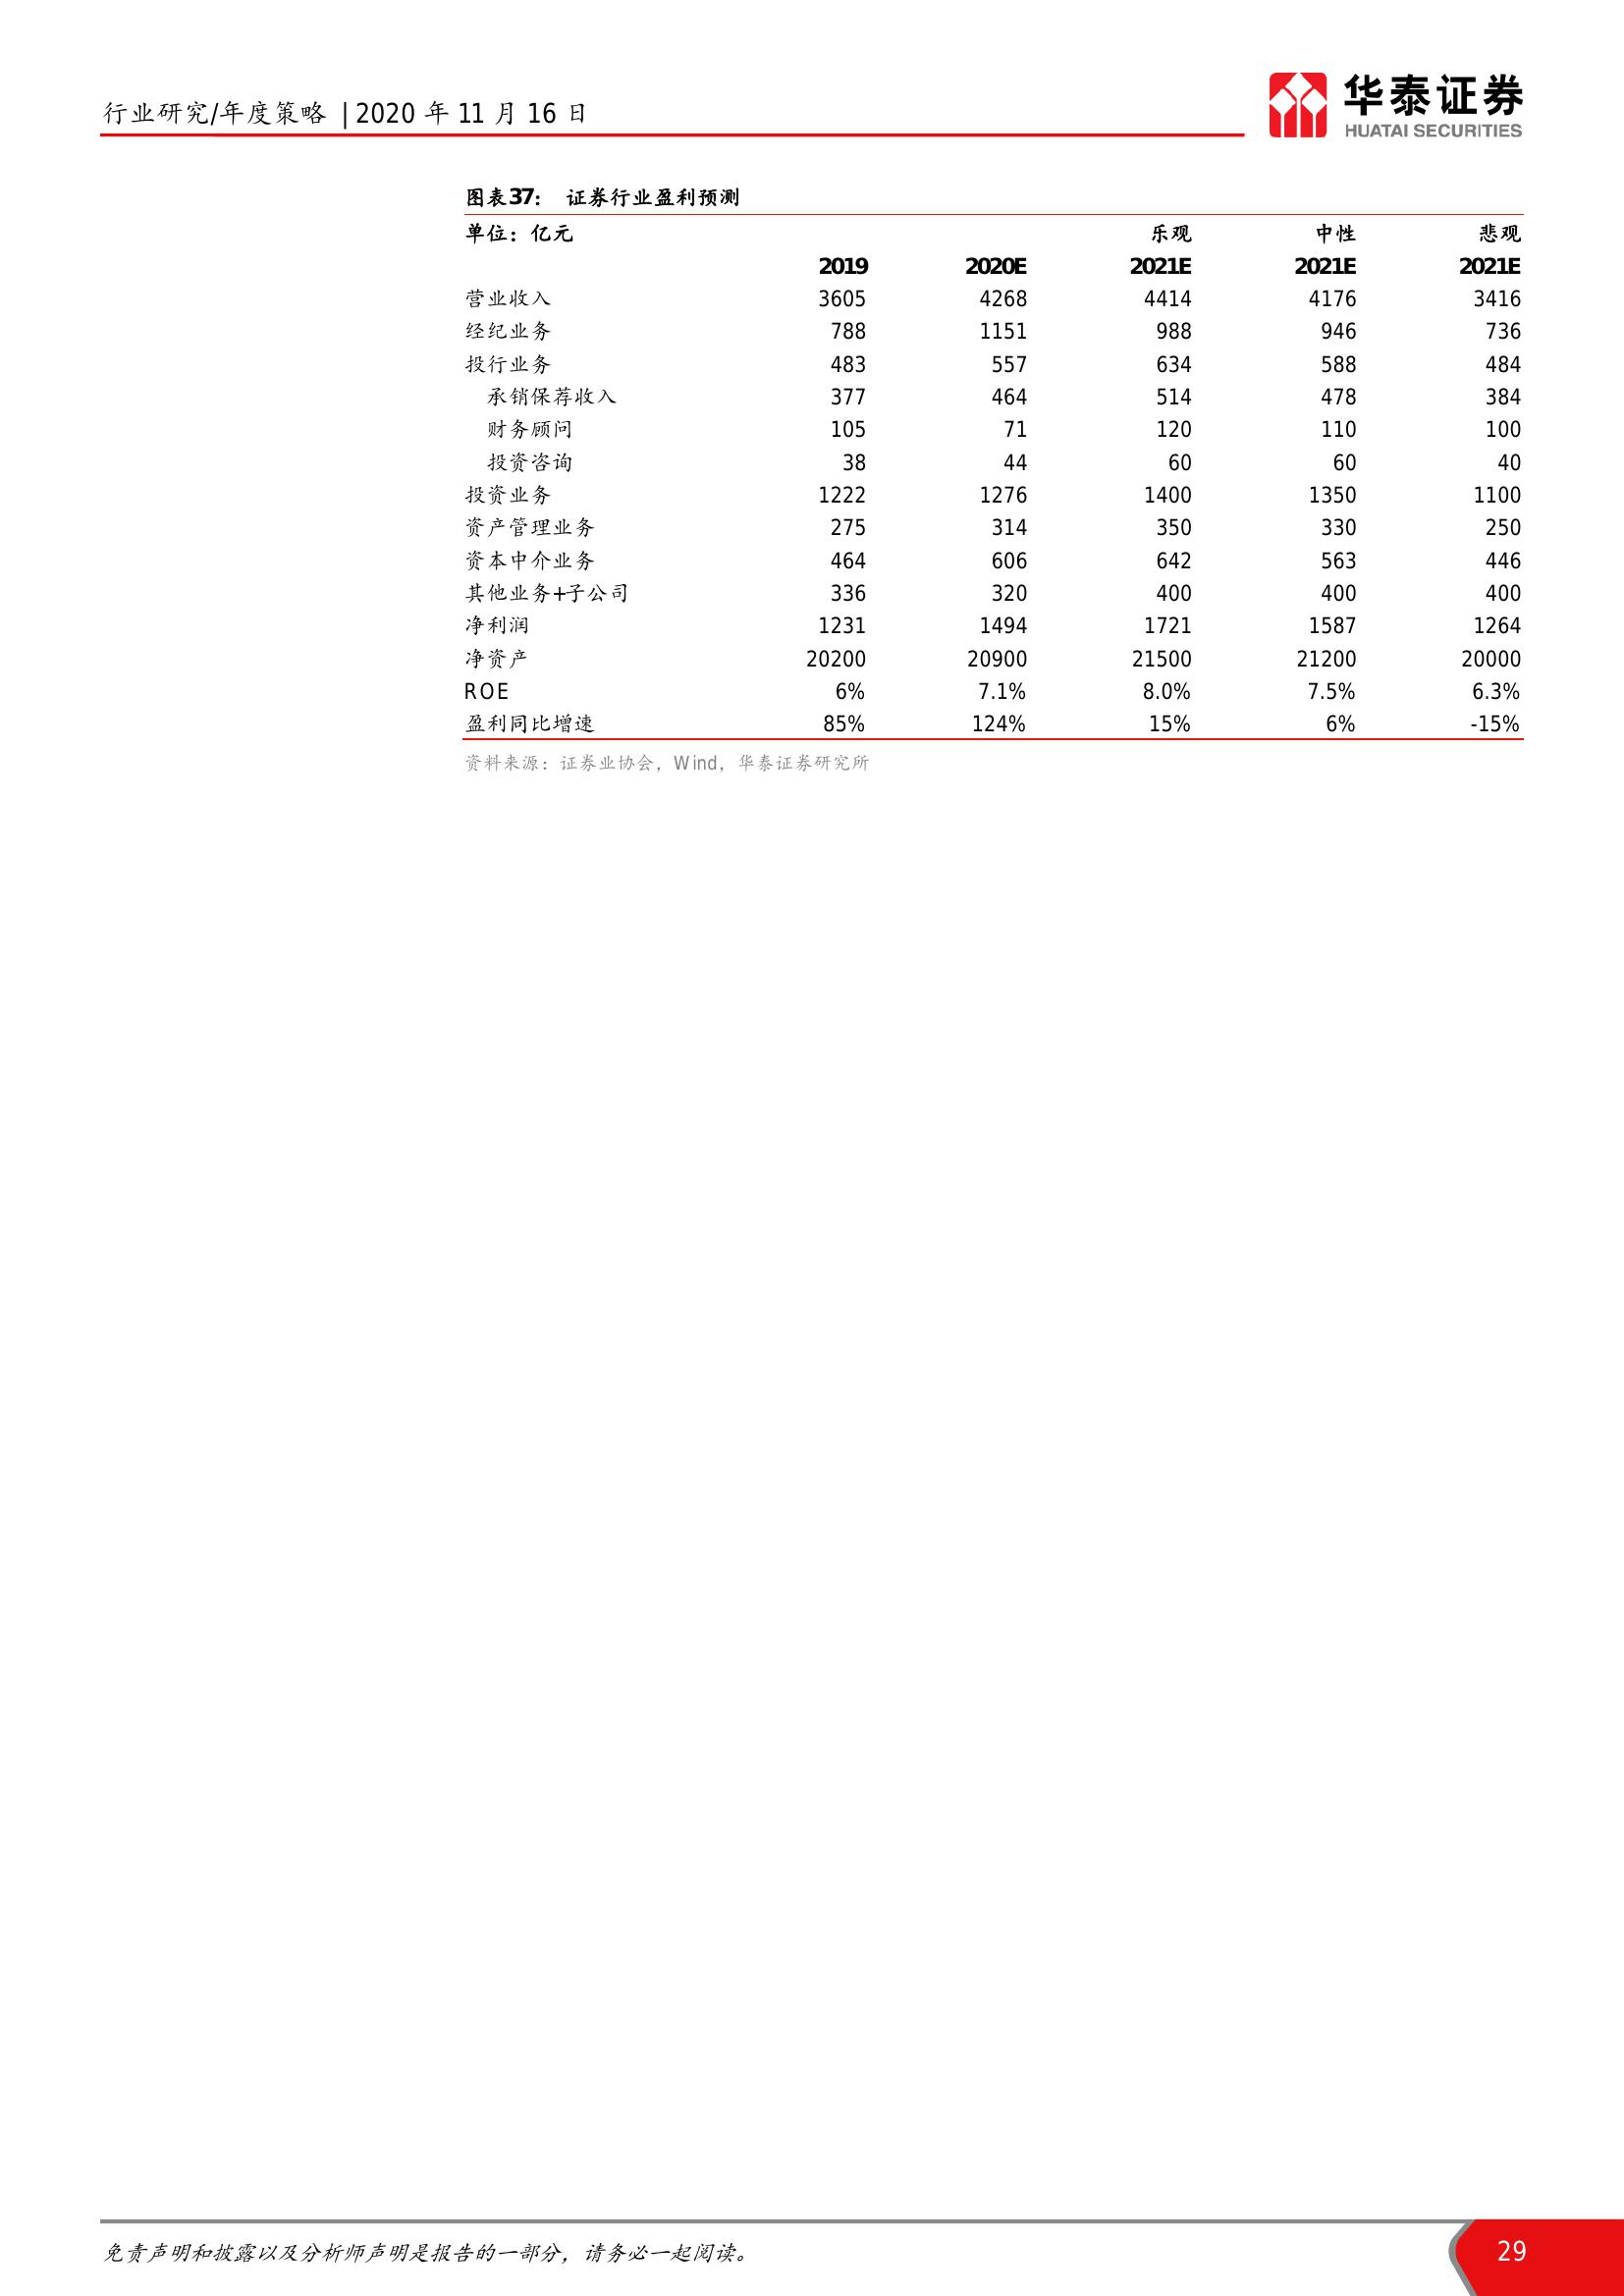 行业研究/年度策略 | 2020 年 11 月 16 日
华泰证券
HUATAI SECURITIES
图表37： 证券行业盈利预测
单位：亿元 乐观 中性 悲观
2019 2020E 2021E 2021E 2021E
营业收入 3605 4268 4414 4176 3416
经纪业务 788 1151 988 946 736
投行业务 483 557 634 588 484
承销保荐收入 377 464 514 478 384
财务顾问 105 71 120 110 100
投资咨询 38 44 60 60 40
投资业务 1222 1276 1400 1350 1100
资产管理业务 275 314 350 330 250
资本中介业务 464 606 642 563 446
其他业务+子公司 336 320 400 400 400
净利润 1231 1494 1721 1587 1264
净资产 20200 20900 21500 21200 20000
ROE 6% 7.1% 8.0% 7.5% 6.3%
盈利同比增速 85% 124% 15% 6% -15%
资料来源：证券业协会，Wind，华泰证券研究所
免责声明和披露以及分析师声明是报告的一部分，请务必一起阅读。
29